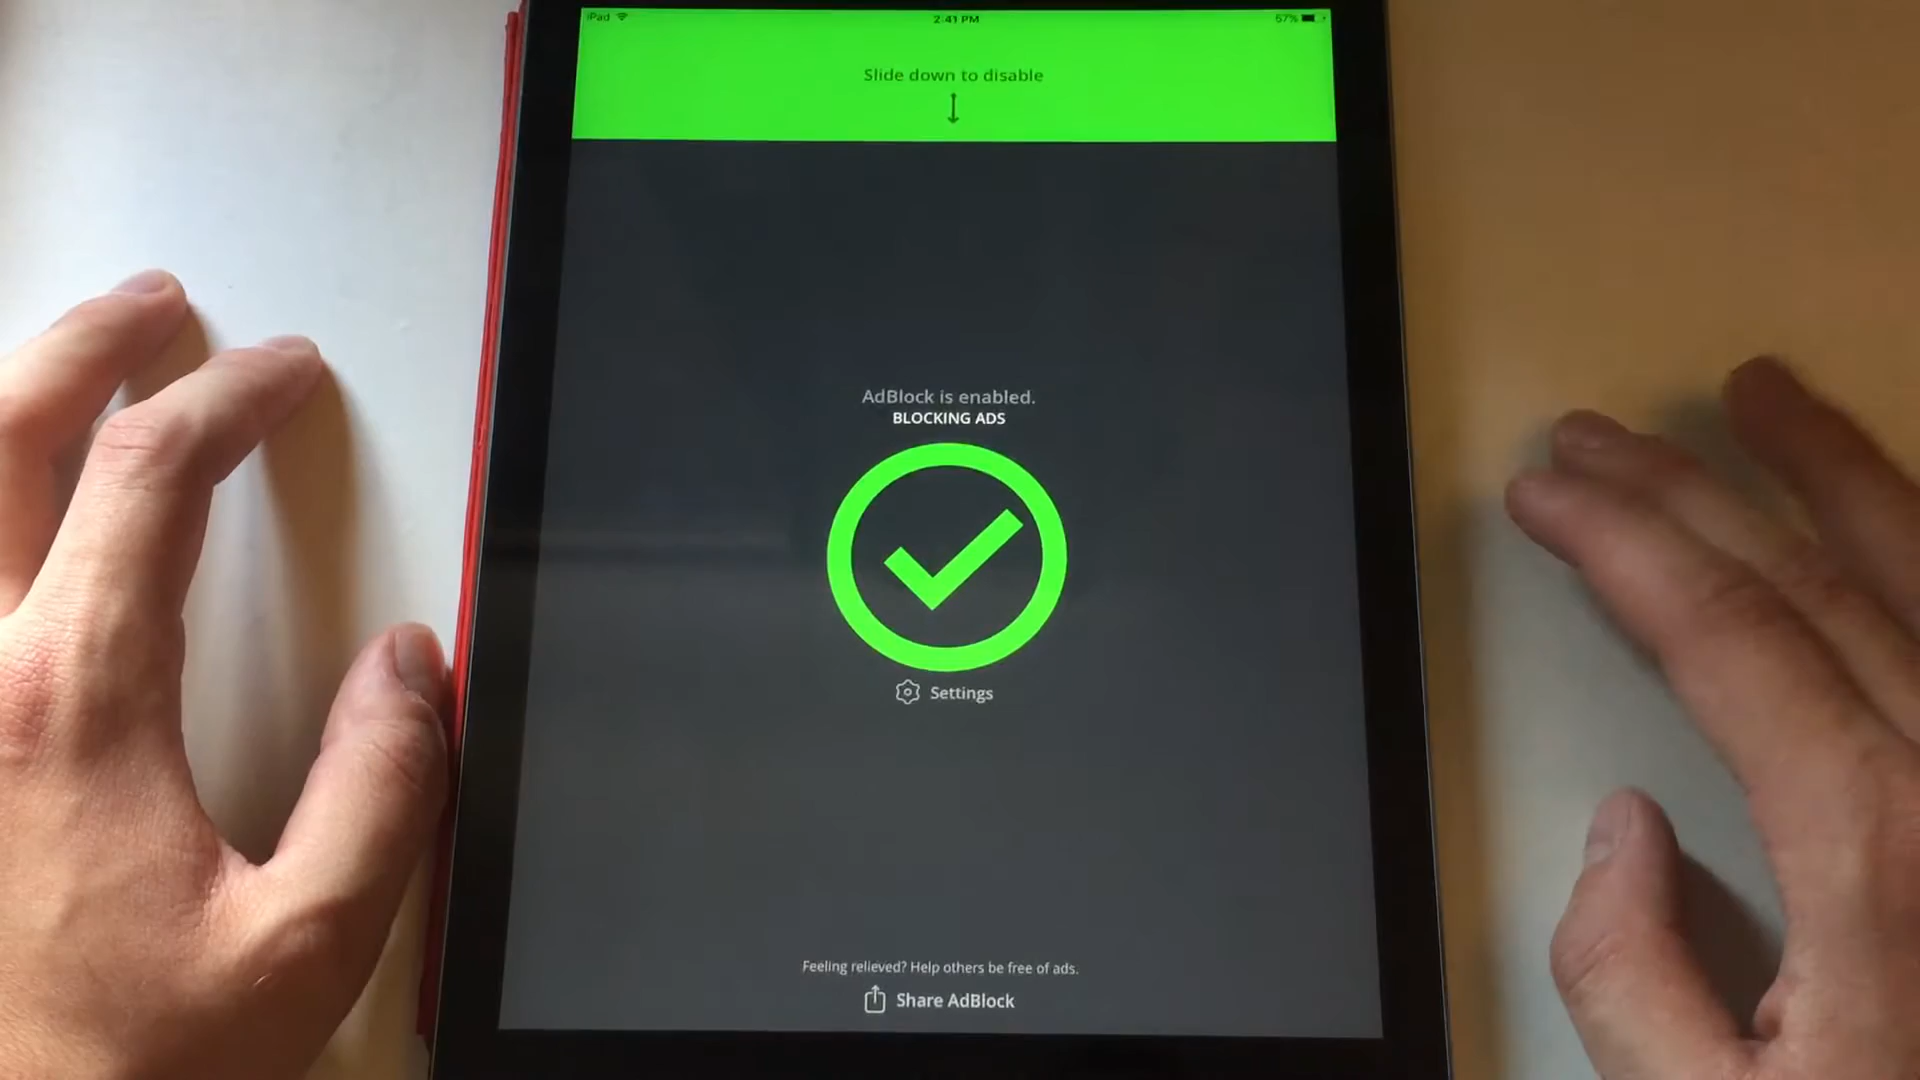 iPad 2:41 PM 57%
Slide down to disable
AdBlock is enabled.
BLOCKING ADS
Settings
Feeling relieved? Help others be free of ads.
Share AdBlock